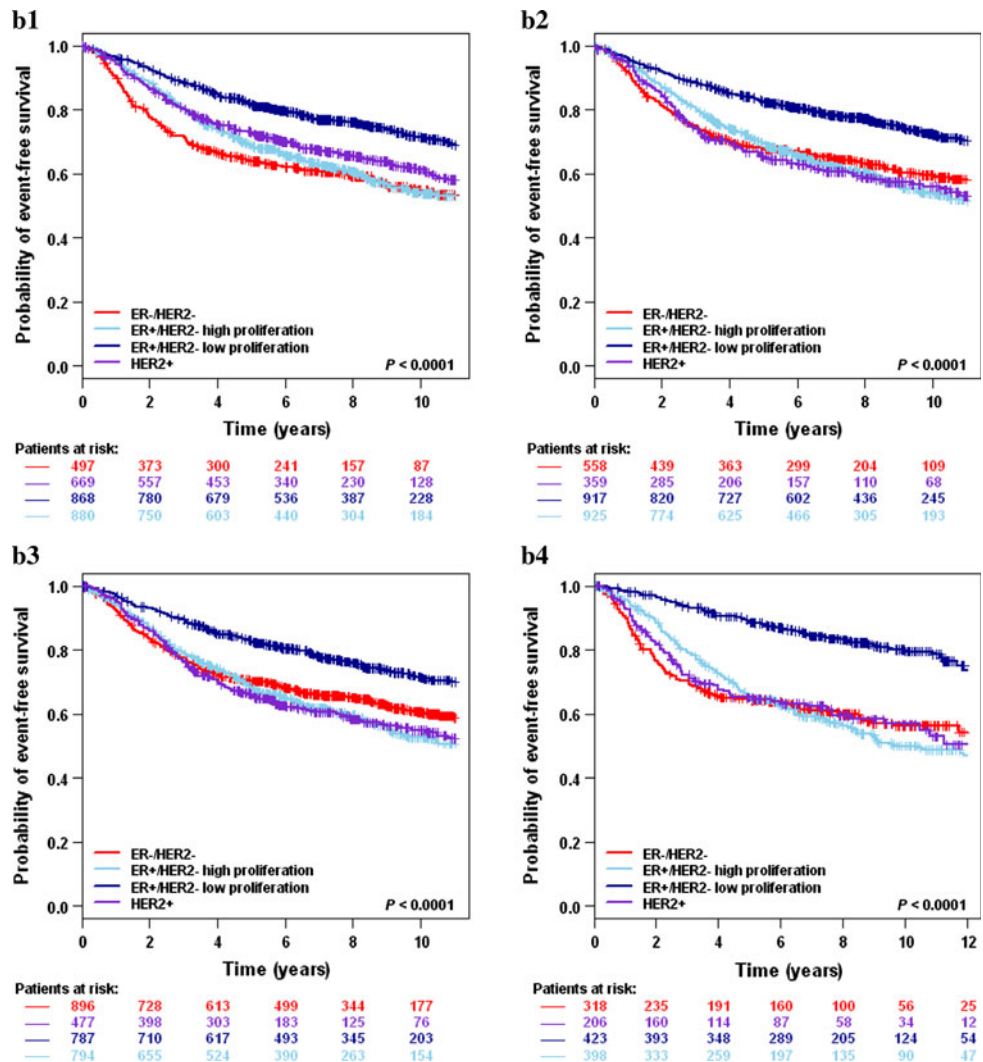 b1
1.0
0.8
0.6
0.4
0.2
0.0
Probability of event-free survival
ER-/HER2-
ER+/HER2- high proliferation
ER+/HER2- low proliferation
HER2+
P < 0.0001
0 2 4 6 8 10
Time (years)
Patients at risk:
497 373 300 241 157 87
669 557 453 340 230 128
868 780 679 536 387 228
880 750 603 440 304 184
b2
1.0
0.8
0.6
0.4
0.2
0.0
Probability of event-free survival
ER-/HER2-
ER+/HER2- high proliferation
ER+/HER2- low proliferation
HER2+
P < 0.0001
0 2 4 6 8 10
Time (years)
Patients at risk:
558 439 363 299 204 109
359 285 206 157 110 68
917 820 727 602 436 245
925 774 625 466 305 193
b3
1.0
0.8
0.6
0.4
0.2
0.0
Probability of event-free survival
ER-/HER2-
ER+/HER2- high proliferation
ER+/HER2- low proliferation
HER2+
P < 0.0001
0 2 4 6 8 10
Time (years)
Patients at risk:
896 728 613 499 344 177
477 398 303 183 125 76
787 710 617 493 345 203
794 655 524 390 263 154
b4
1.0
0.8
0.6
0.4
0.2
0.0
Probability of event-free survival
ER-/HER2-
ER+/HER2- high proliferation
ER+/HER2- low proliferation
HER2+
P < 0.0001
0 2 4 6 8 10 12
Time (years)
Patients at risk:
318 235 191 160 100 56 25
206 160 114 87 58 34 12
423 393 348 289 205 124 54
398 333 259 197 135 90 47